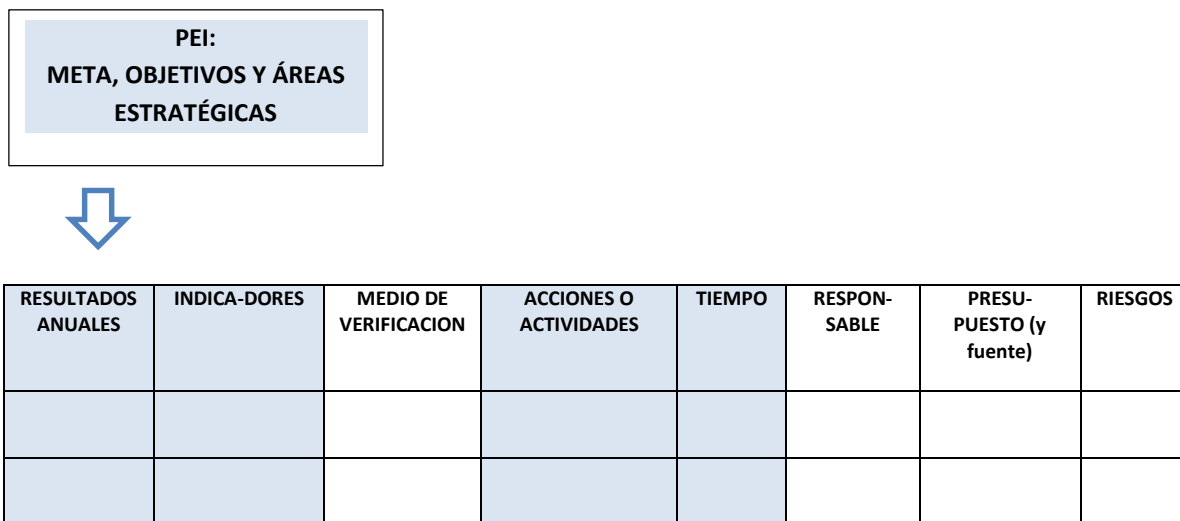 PEI:
META, OBJETIVOS Y ÁREAS
ESTRATÉGICAS
RESULTADOS
ANUALES
INDICA-DORES
MEDIO DE
VERIFICACION
ACCIONES O
ACTIVIDADES
TIEMPO
RESPON-
SABLE
PRESU-
PUESTO (y
fuente)
RIESGOS